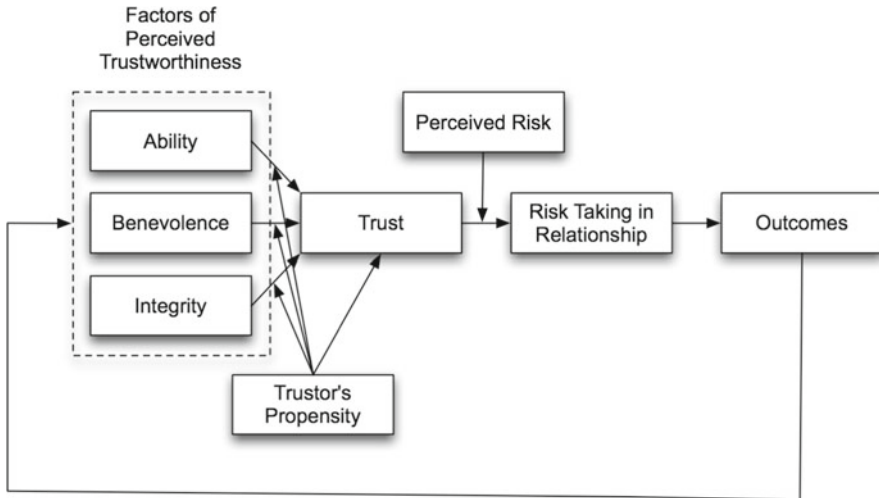 Factors of
Perceived
Trustworthiness
Ability
Benevolence
Integrity
Trustor's
Propensity
Trust
Perceived Risk
Risk Taking in
Relationship
Outcomes